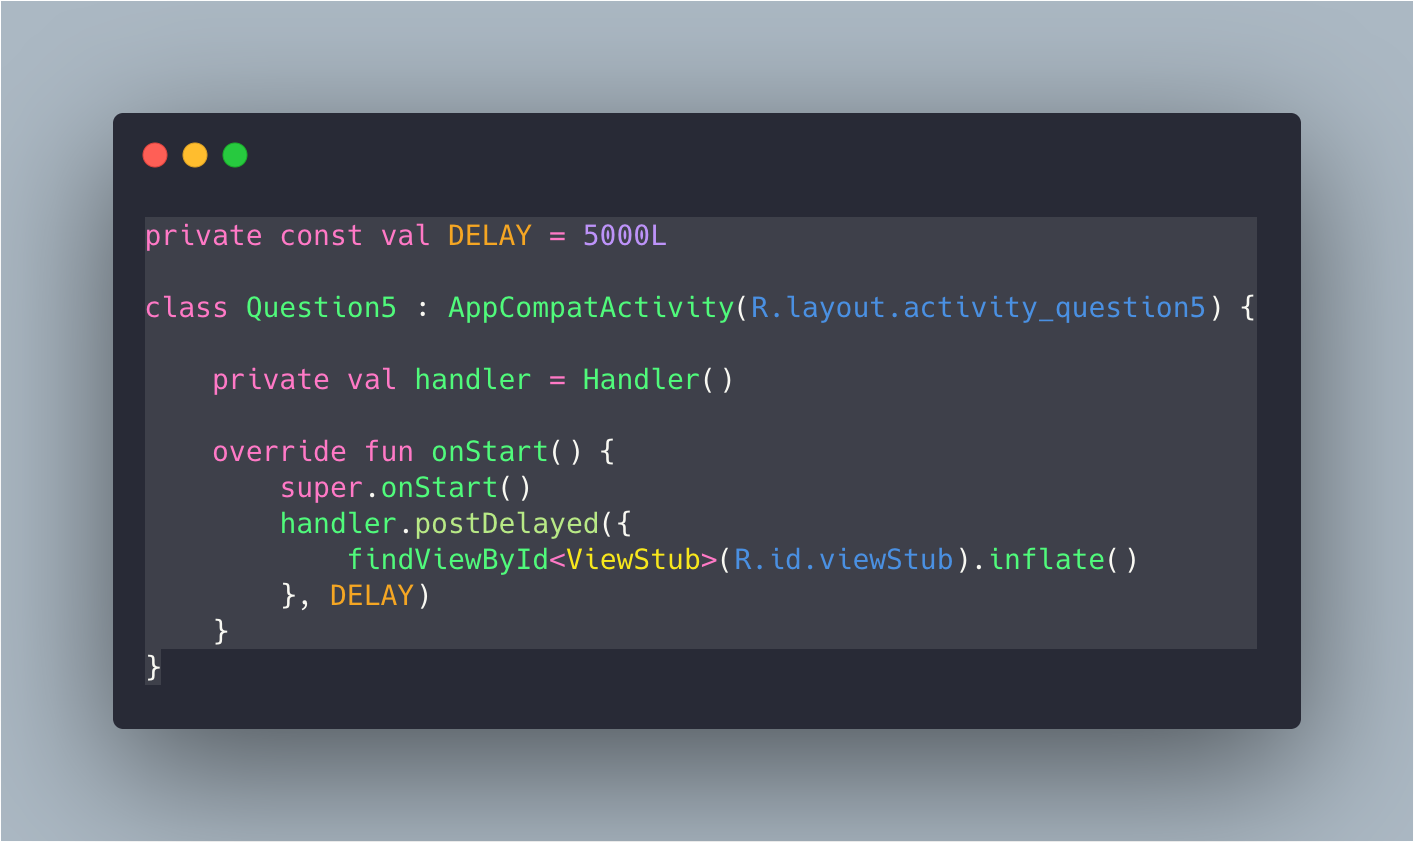 private const val DELAY = 5000L

class Question5 : AppCompatActivity(R.layout.activity_question5) {

    private val handler = Handler()

    override fun onStart() {
        super.onStart()
        handler.postDelayed({
            findViewById<ViewStub>(R.id.viewStub).inflate()
        }, DELAY)
    }
}